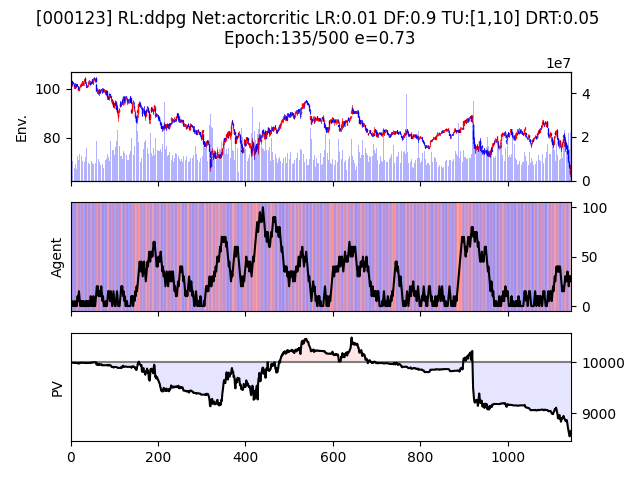 [000123] RL:ddpg Net:actorcritic LR:0.01 DF:0.9 TU:[1,10] DRT:0.05
Epoch:135/500 e=0.73
1e7
100
80
Env.
4
2
0
Agent
100
50
0
PV
10000
9000
0
200
400
600
800
1000